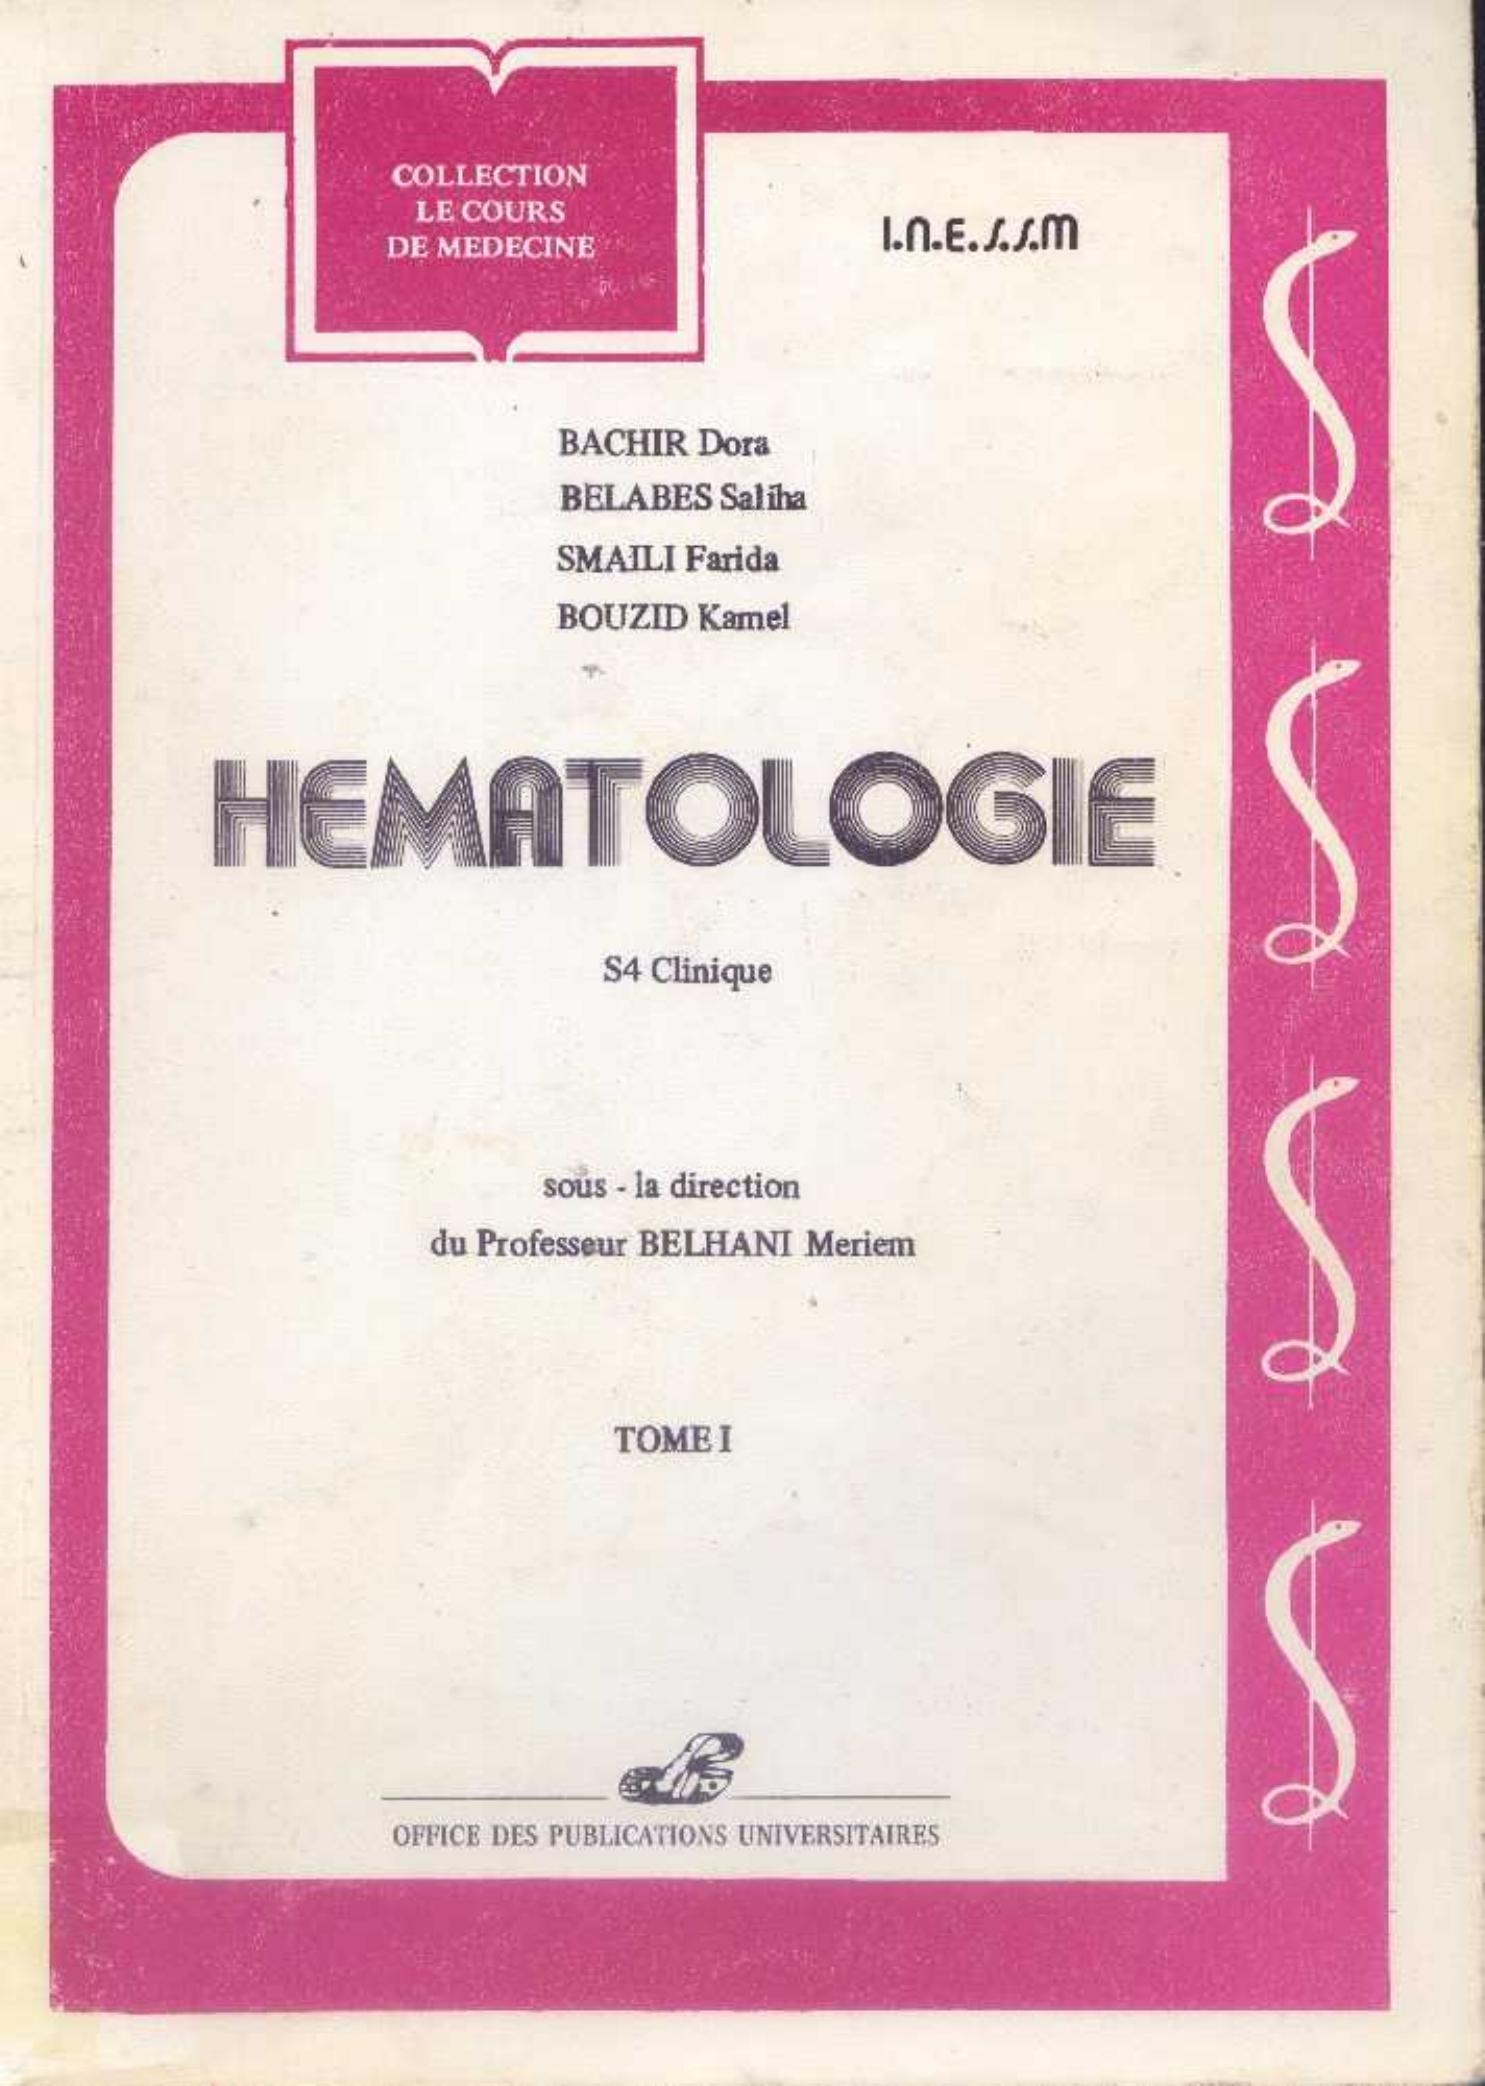 COLLECTION
LE COURS
DE MEDECINE
I.N.E.S.S.M
BACHIR Dora
BELABES Saliha
SMAILI Farida
BOUZID Kamel
HEMATOLOGIE
S4 Clinique
sous - la direction
du Professeur BELHANI Meriem
TOME I
OFFICE DES PUBLICATIONS UNIVERSITAIRES